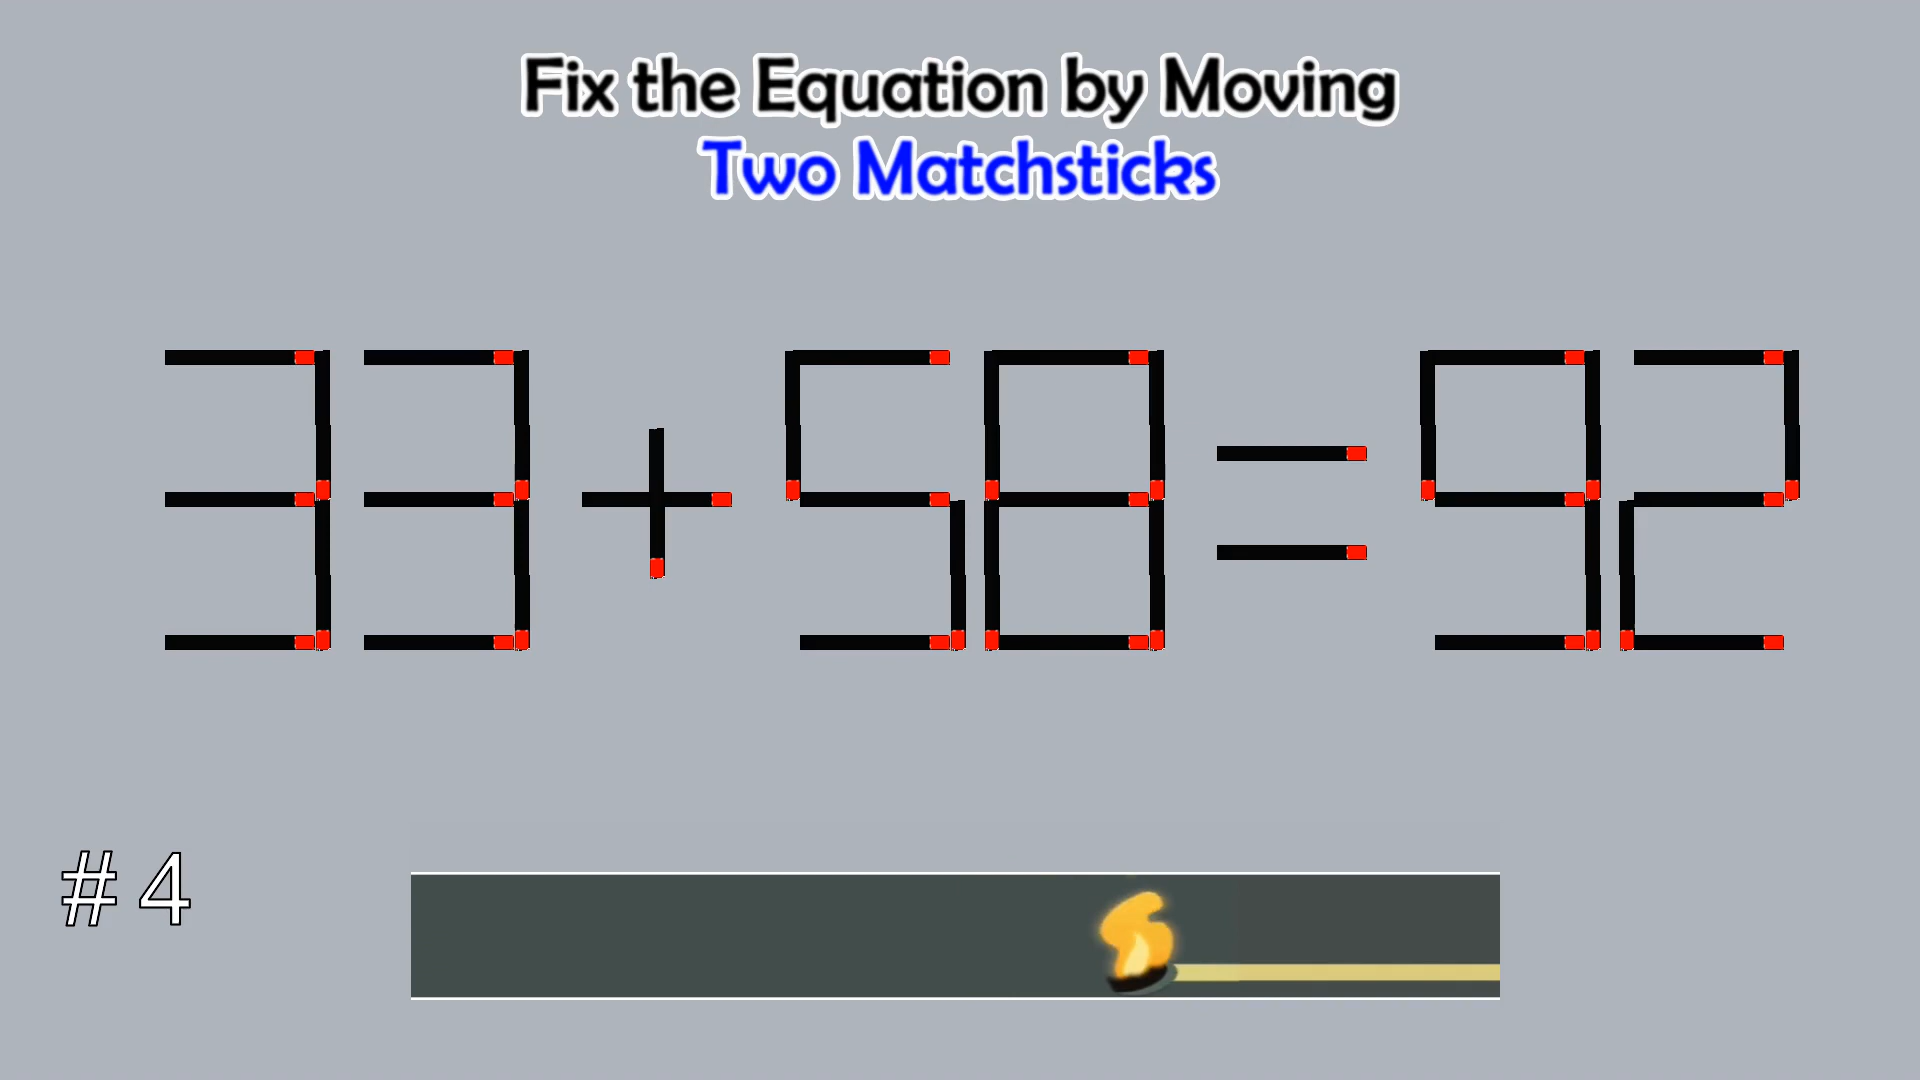 Fix the Equation by Moving
Two Matchsticks
33+58=92
#4